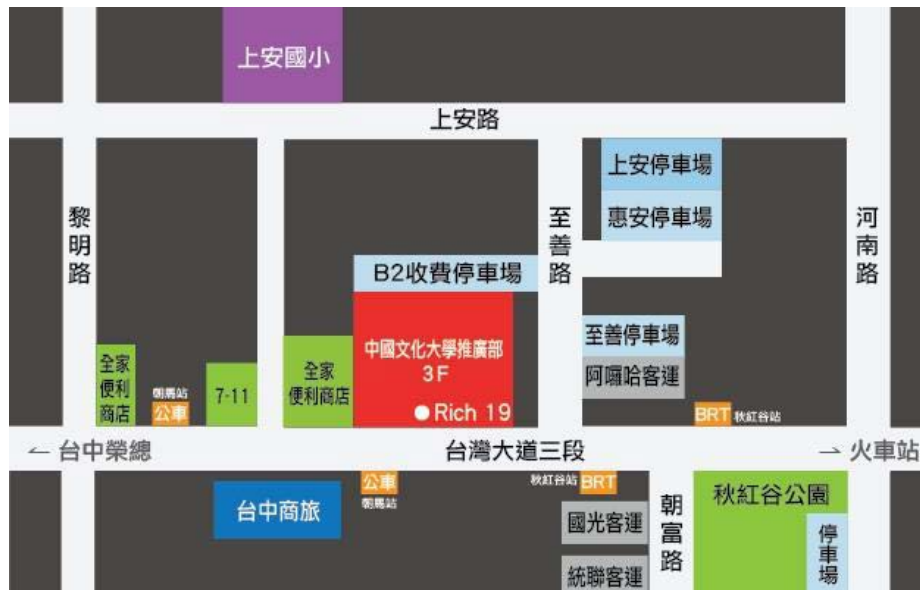 上安國小
上安路
上安停車場
惠安停車場
黎明路
至善路
河南路
B2收費停車場
至善停車場
阿囉哈客運
中國文化大學推廣部
3F
Rich 19
全家
便利
商店
朝馬站
公車
7-11
全家
便利商店
BRT 秋紅谷站
← 台中榮總
台灣大道三段
→ 火車站
台中商旅
公車
朝馬站
秋紅谷站 BRT
國光客運
統聯客運
朝富路
秋紅谷公園
停車場